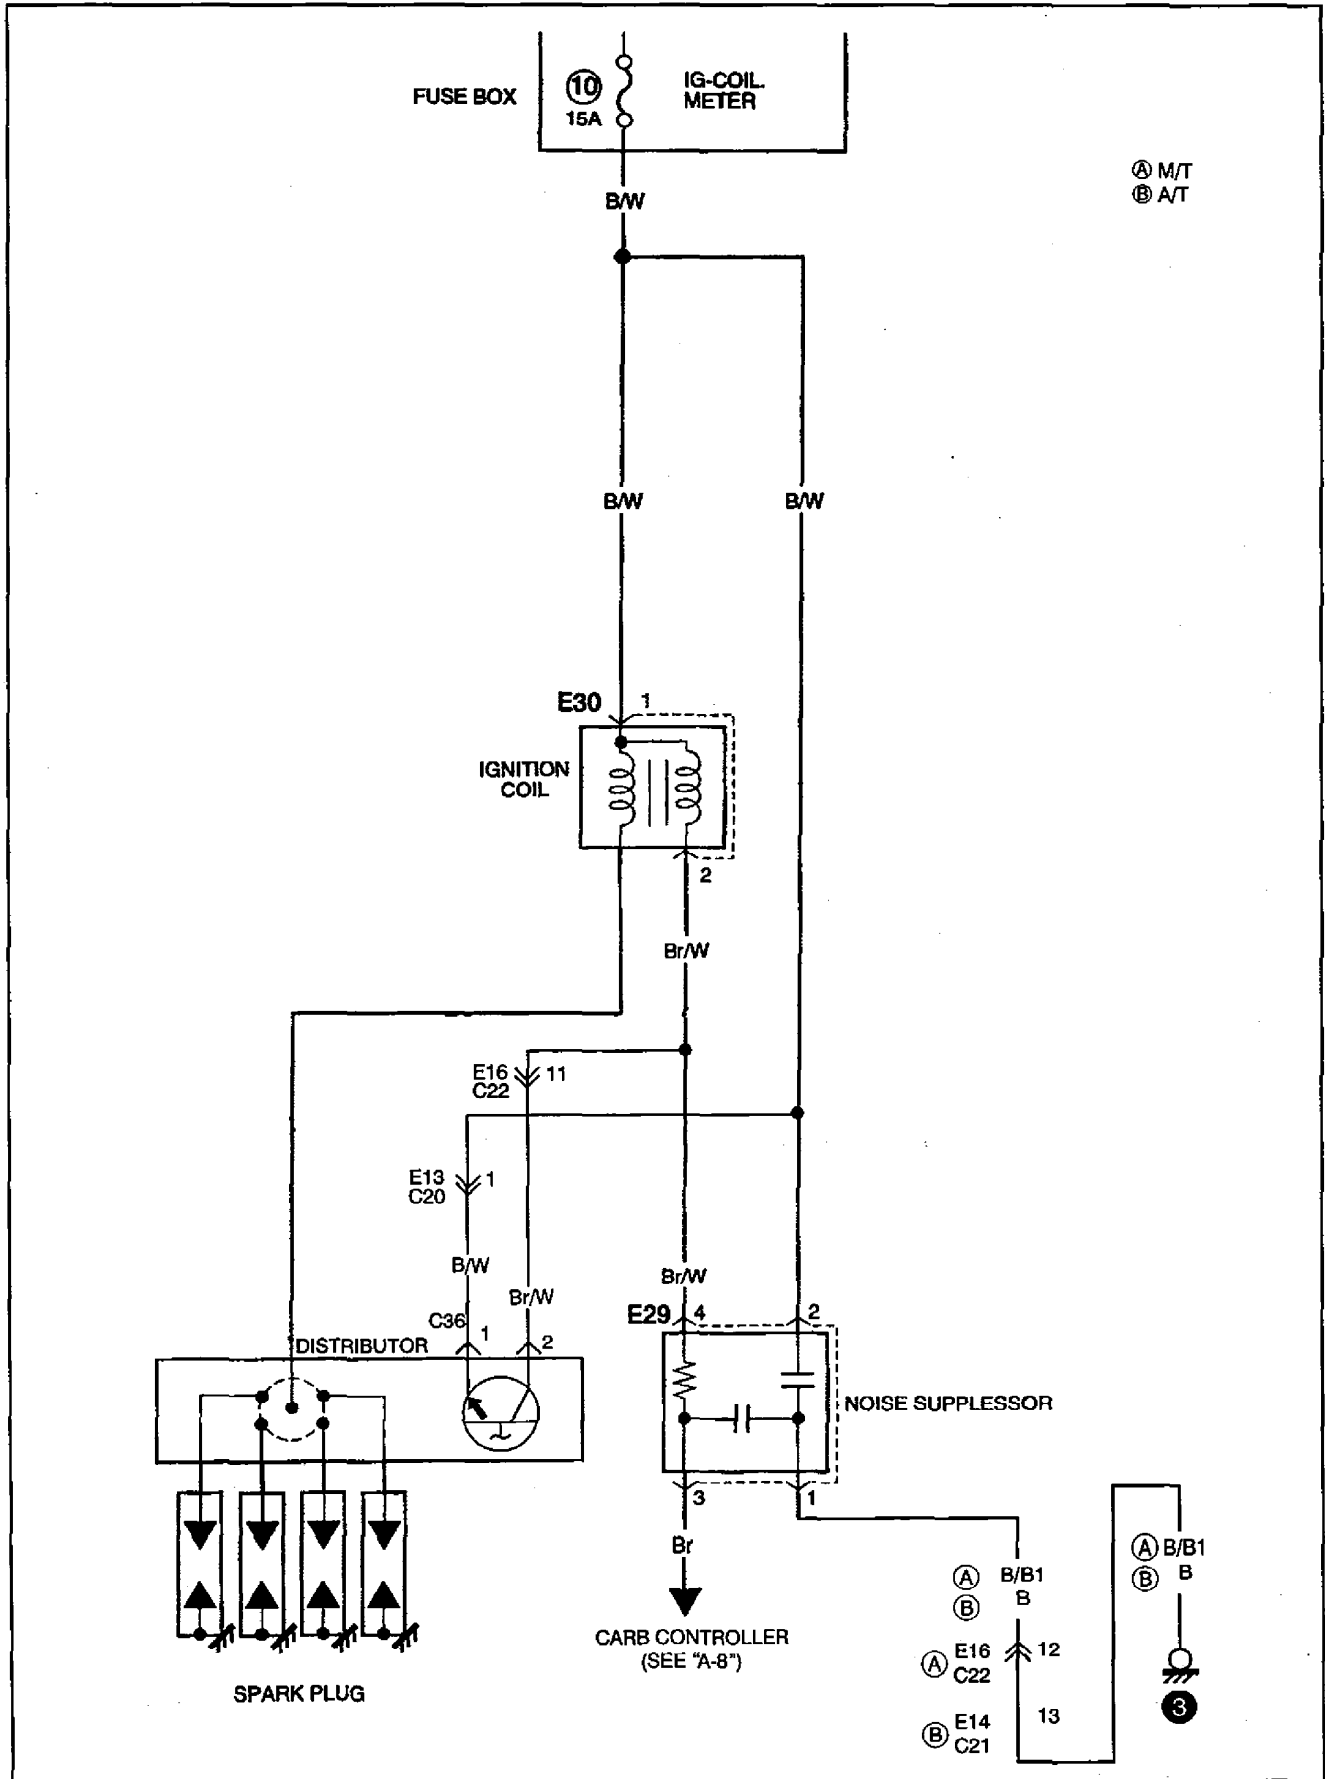 FUSE BOX
10
15A
IG-COIL.
METER
Ⓐ M/T
Ⓑ A/T
B/W
B/W
B/W
E30
1
IGNITION
COIL
2
Br/W
E16
C22
11
E13
C20
1
B/W
Br/W
Br/W
C36
1
2
DISTRIBUTOR
E29
4
2
NOISE SUPPLESSOR
3
1
Br
CARB CONTROLLER
(SEE "A-8")
SPARK PLUG
Ⓐ B/B1
Ⓑ B
Ⓐ B/B1
Ⓑ B
Ⓐ E16
C22
12
Ⓑ E14
C21
13
3